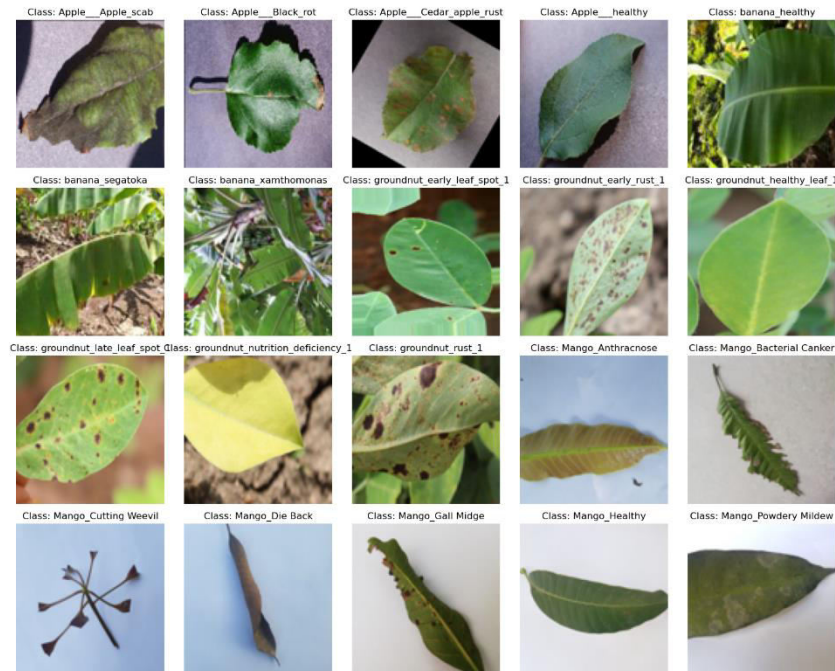 Class: Apple___Apple_scab
Class: Apple___Black_rot
Class: Apple___Cedar_apple_rust
Class: Apple___healthy
Class: banana_healthy
Class: banana_segatoka
Class: banana_xamthomonas
Class: groundnut_early_leaf_spot_1
Class: groundnut_early_rust_1
Class: groundnut_healthy_leaf_1
Class: groundnut_late_leaf_spot_1
Class: groundnut_nutrition_deficiency_1
Class: groundnut_rust_1
Class: Mango_Anthracnose
Class: Mango_Bacterial Canker
Class: Mango_Cutting Weevil
Class: Mango_Die Back
Class: Mango_Gall Midge
Class: Mango_Healthy
Class: Mango_Powdery Mildew